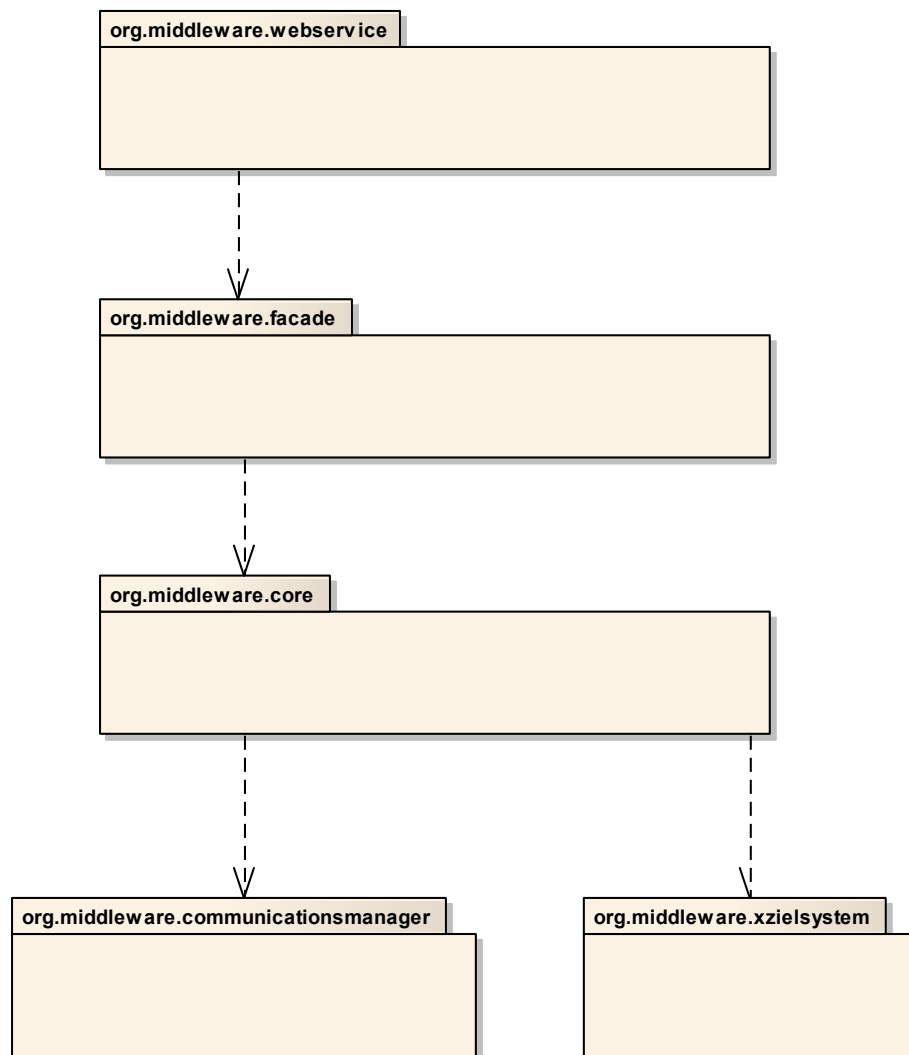 org.middleware.webservice
org.middleware.facade
org.middleware.core
org.middleware.communicationsmanager
org.middleware.xzielsystem